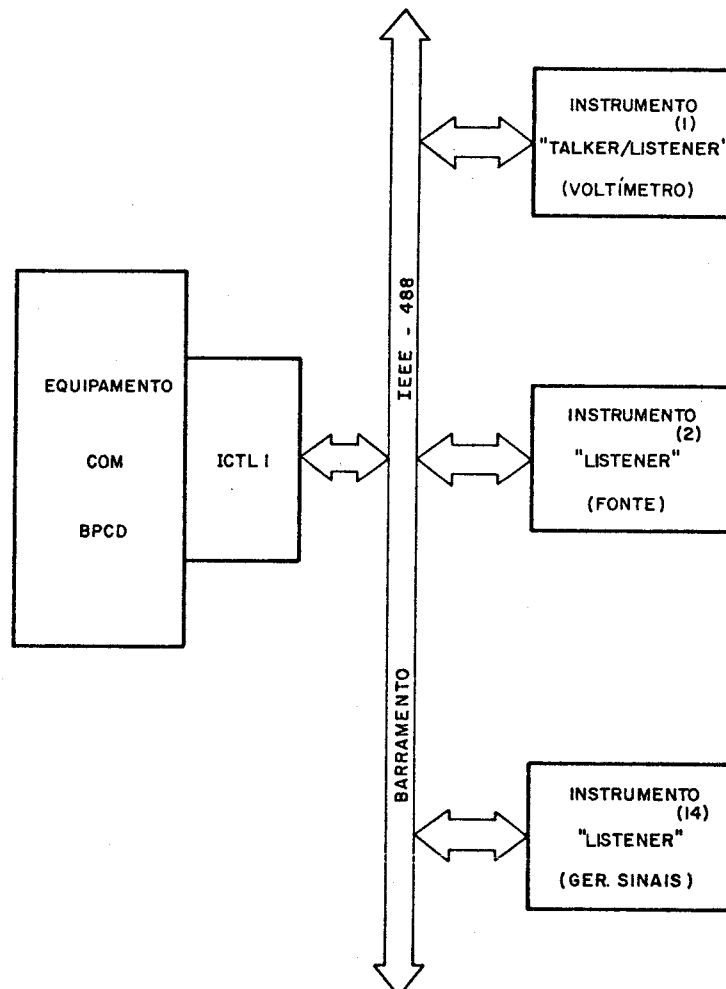 INSTRUMENTO
(1)
"TALKER/LISTENER"
(VOLTÍMETRO)
IEEE - 488
EQUIPAMENTO
COM
BPCD
ICTL 1
INSTRUMENTO
(2)
"LISTENER"
(FONTE)
BARRAMENTO
INSTRUMENTO
(14)
"LISTENER"
(GER. SINAIS)